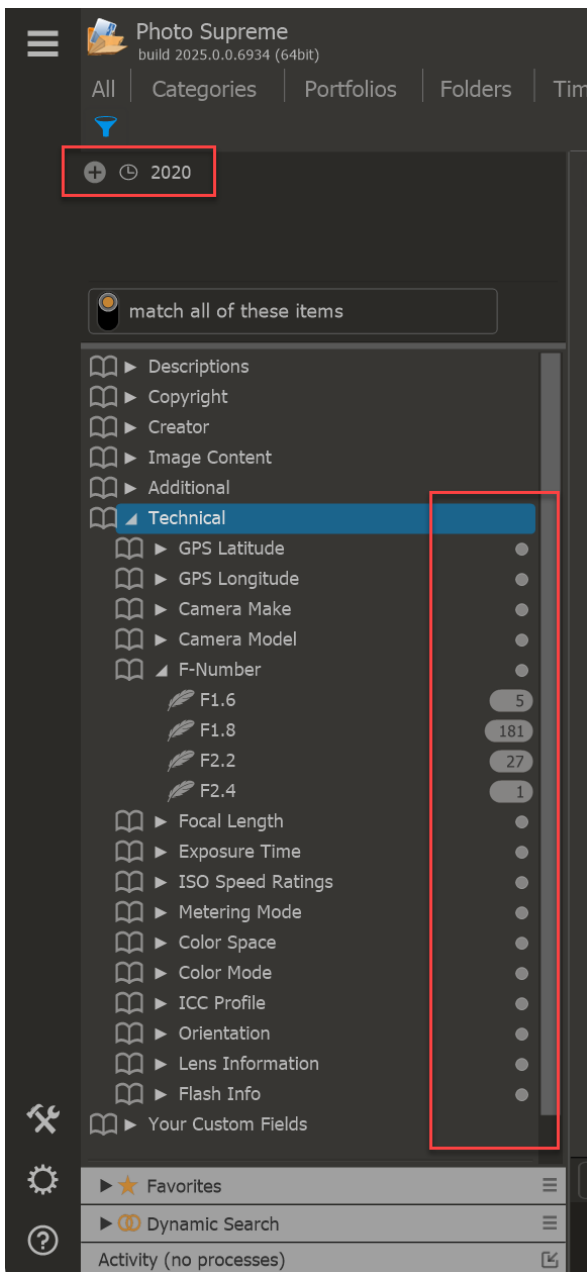 Photo Supreme
build 2025.0.0.6934 (64bit)
All Categories Portfolios Folders
2020
match all of these items
Descriptions
Copyright
Creator
Image Content
Additional
Technical
GPS Latitude
GPS Longitude
Camera Make
Camera Model
F-Number
F1.6 5
F1.8 181
F2.2 27
F2.4 1
Focal Length
Exposure Time
ISO Speed Ratings
Metering Mode
Color Space
Color Mode
ICC Profile
Orientation
Lens Information
Flash Info
Your Custom Fields
Favorites
Dynamic Search
Activity (no processes)